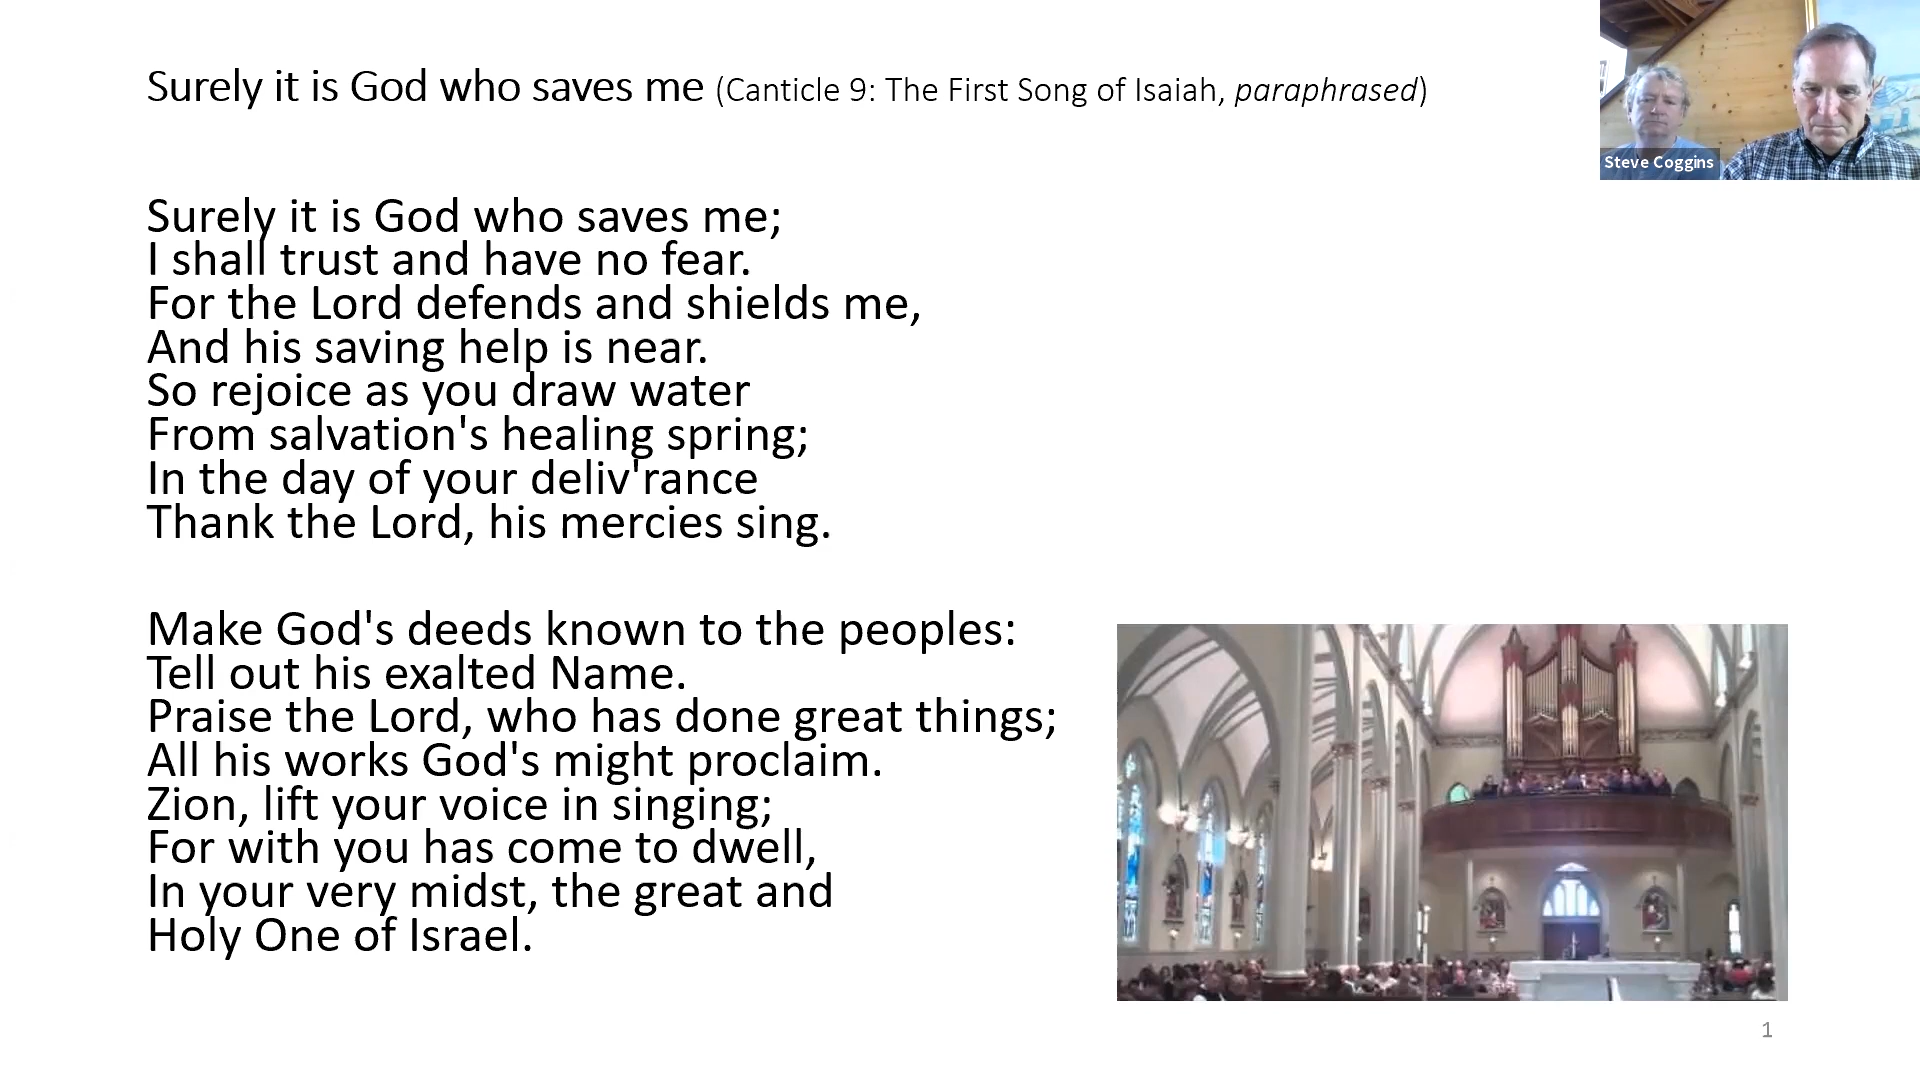 Surely it is God who saves me (Canticle 9: The First Song of Isaiah, paraphrased)
Steve Coggins
Surely it is God who saves me;
I shall trust and have no fear.
For the Lord defends and shields me,
And his saving help is near.
So rejoice as you draw water
From salvation's healing spring;
In the day of your deliv'rance
Thank the Lord, his mercies sing.
Make God's deeds known to the peoples:
Tell out his exalted Name.
Praise the Lord, who has done great things;
All his works God's might proclaim.
Zion, lift your voice in singing;
For with you has come to dwell,
In your very midst, the great and
Holy One of Israel.
1